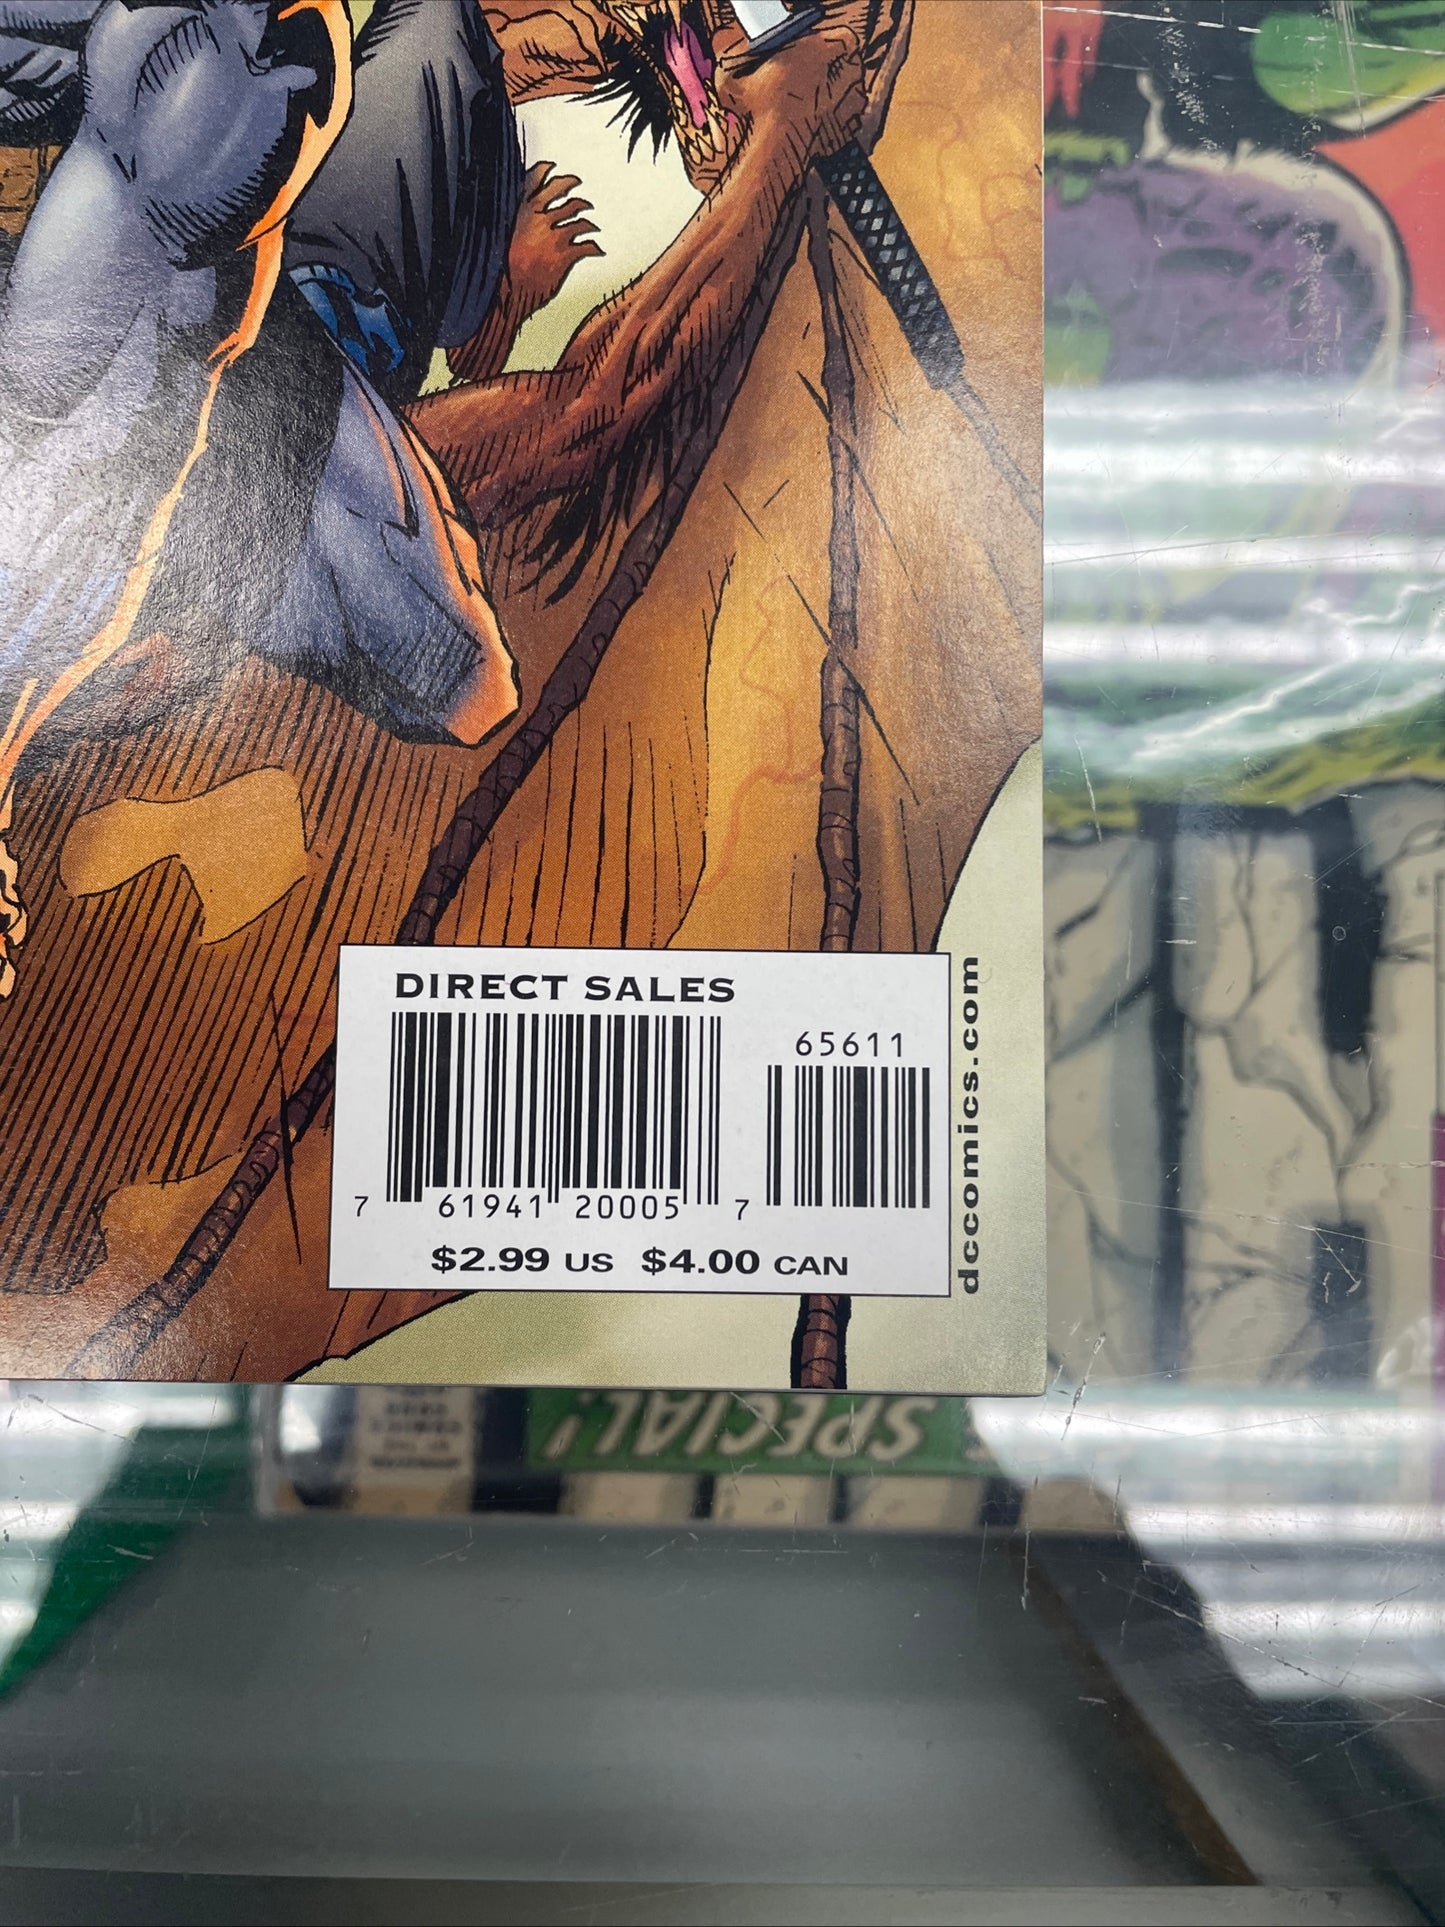 DIRECT SALES
65611
7 61941 20005 7
$2.99 US $4.00 CAN
dccomics.com
SPECIAL!